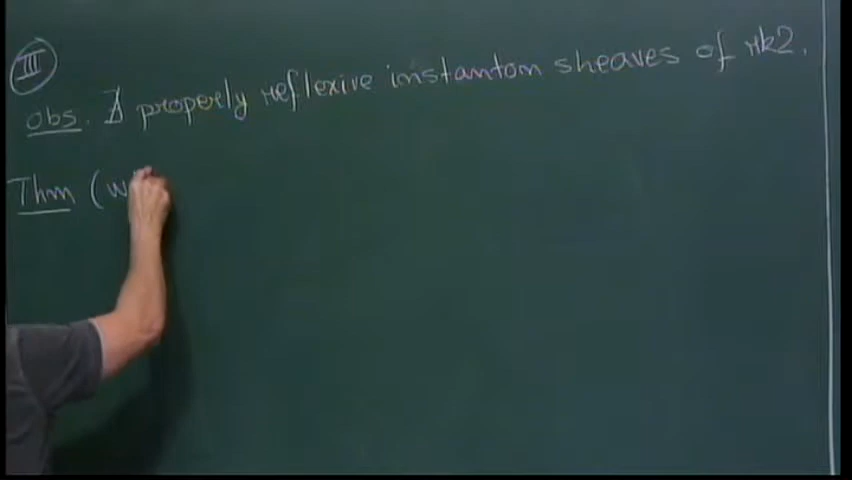 III
obs. ∄ properly reflexive instanton sheaves of rk2.
Thm (w